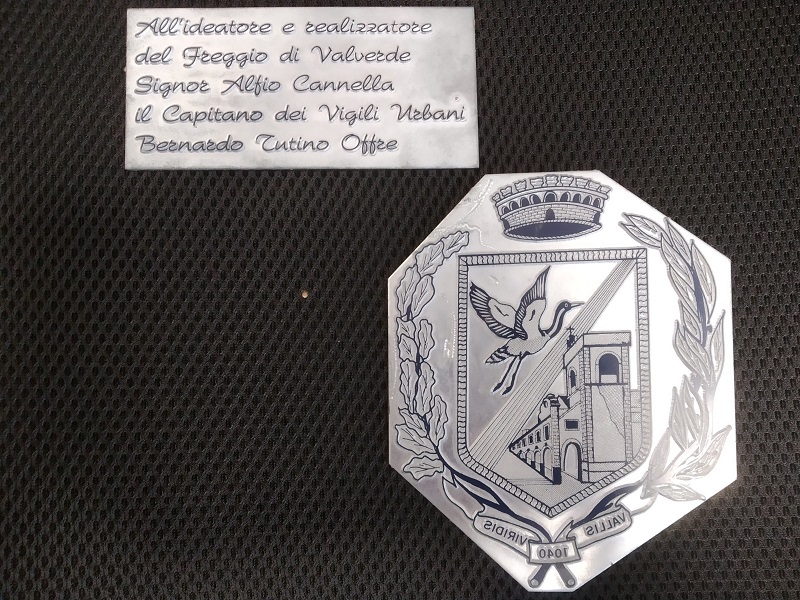 All'ideatore e realizzatore
del Freggio di Valverde
Signor Alfio Cannella
il Capitano dei Vigili Urbani
Bernardo Tutino Offre
VALLIS VIRIDIS
1040